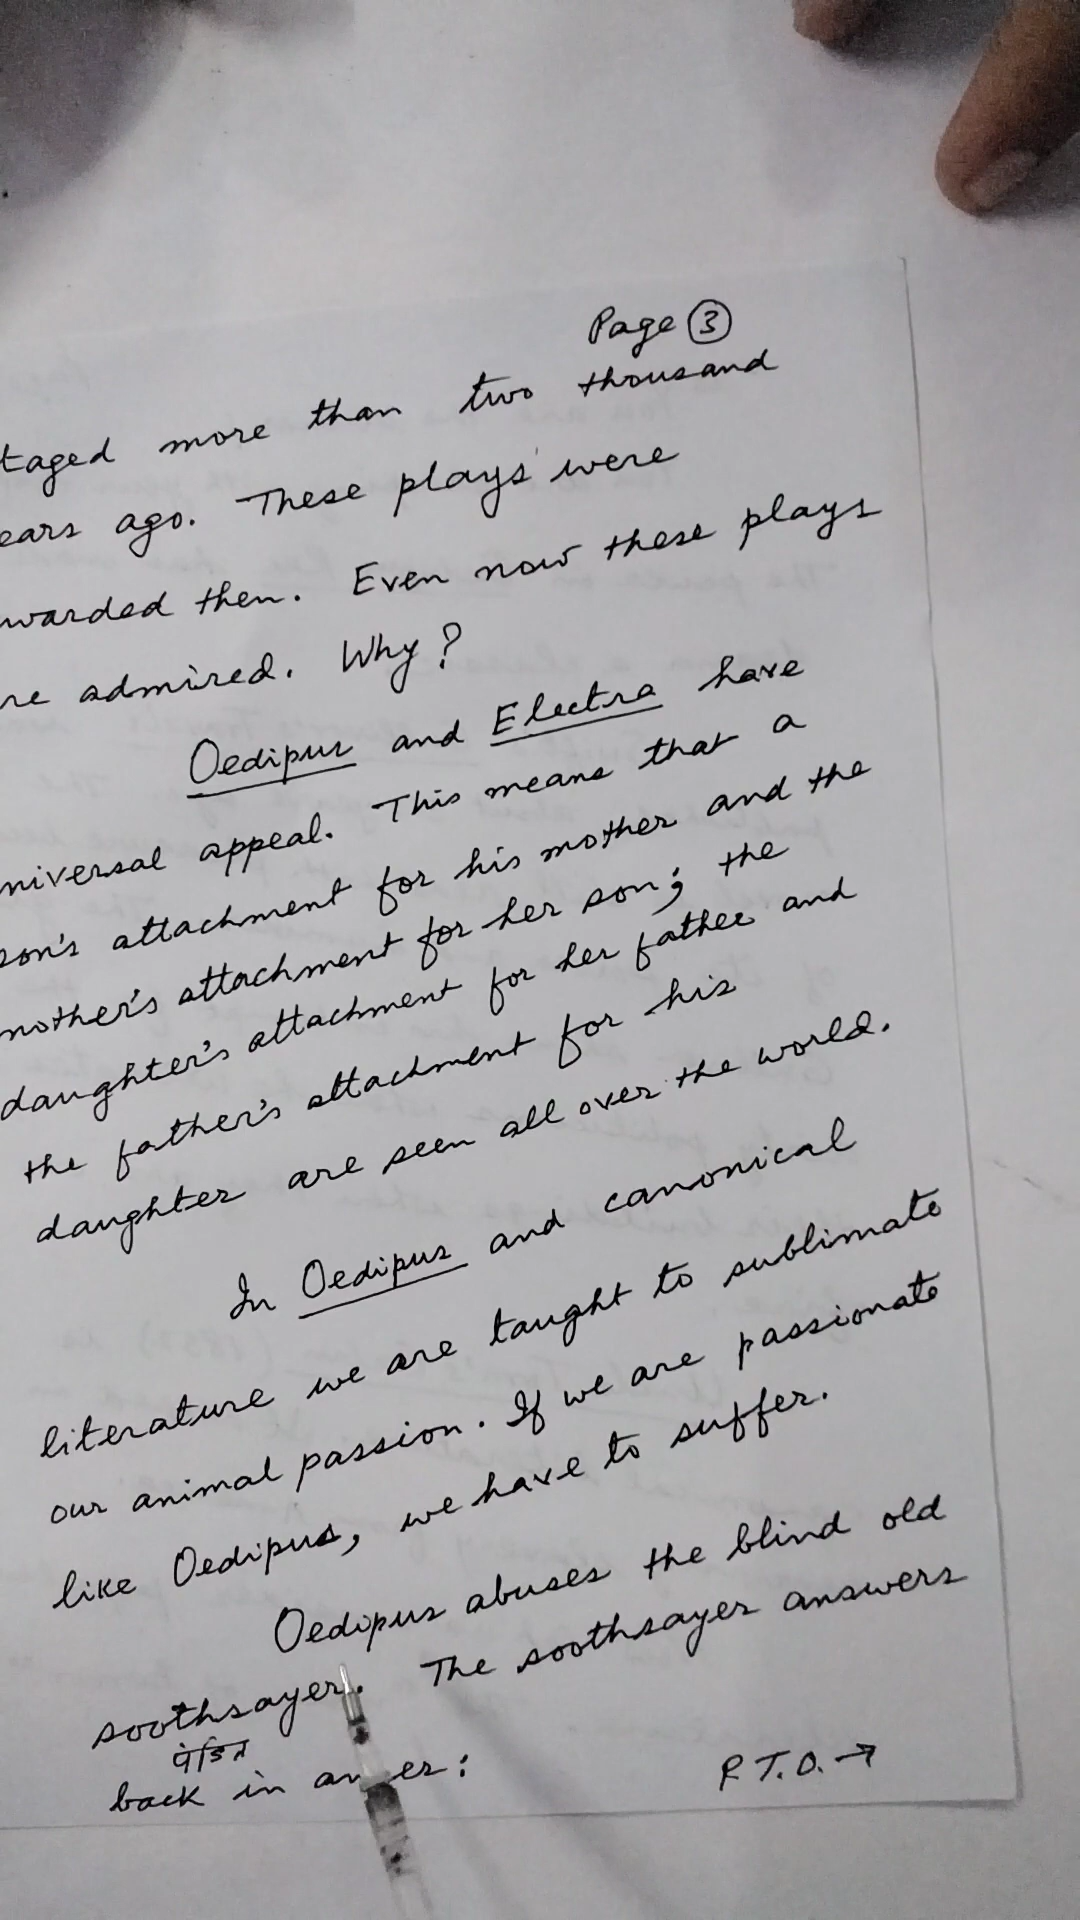 Page 3
taged more than two thousand
ears ago. These plays were
warded then. Even now these plays
re admired. Why?
Oedipus and Electra have
niversal appeal. This means that a
son's attachment for his mother and the
mother's attachment for her son; the
daughter's attachment for her father and
the father's attachment for his
daughter are seen all over the world.
In Oedipus and canonical
literature we are taught to sublimate
our animal passion. If we are passionate
like Oedipus, we have to suffer.
Oedipus abuses the blind old
soothsayer. The soothsayer answers
पंडित
back in an er:
P.T.O. →